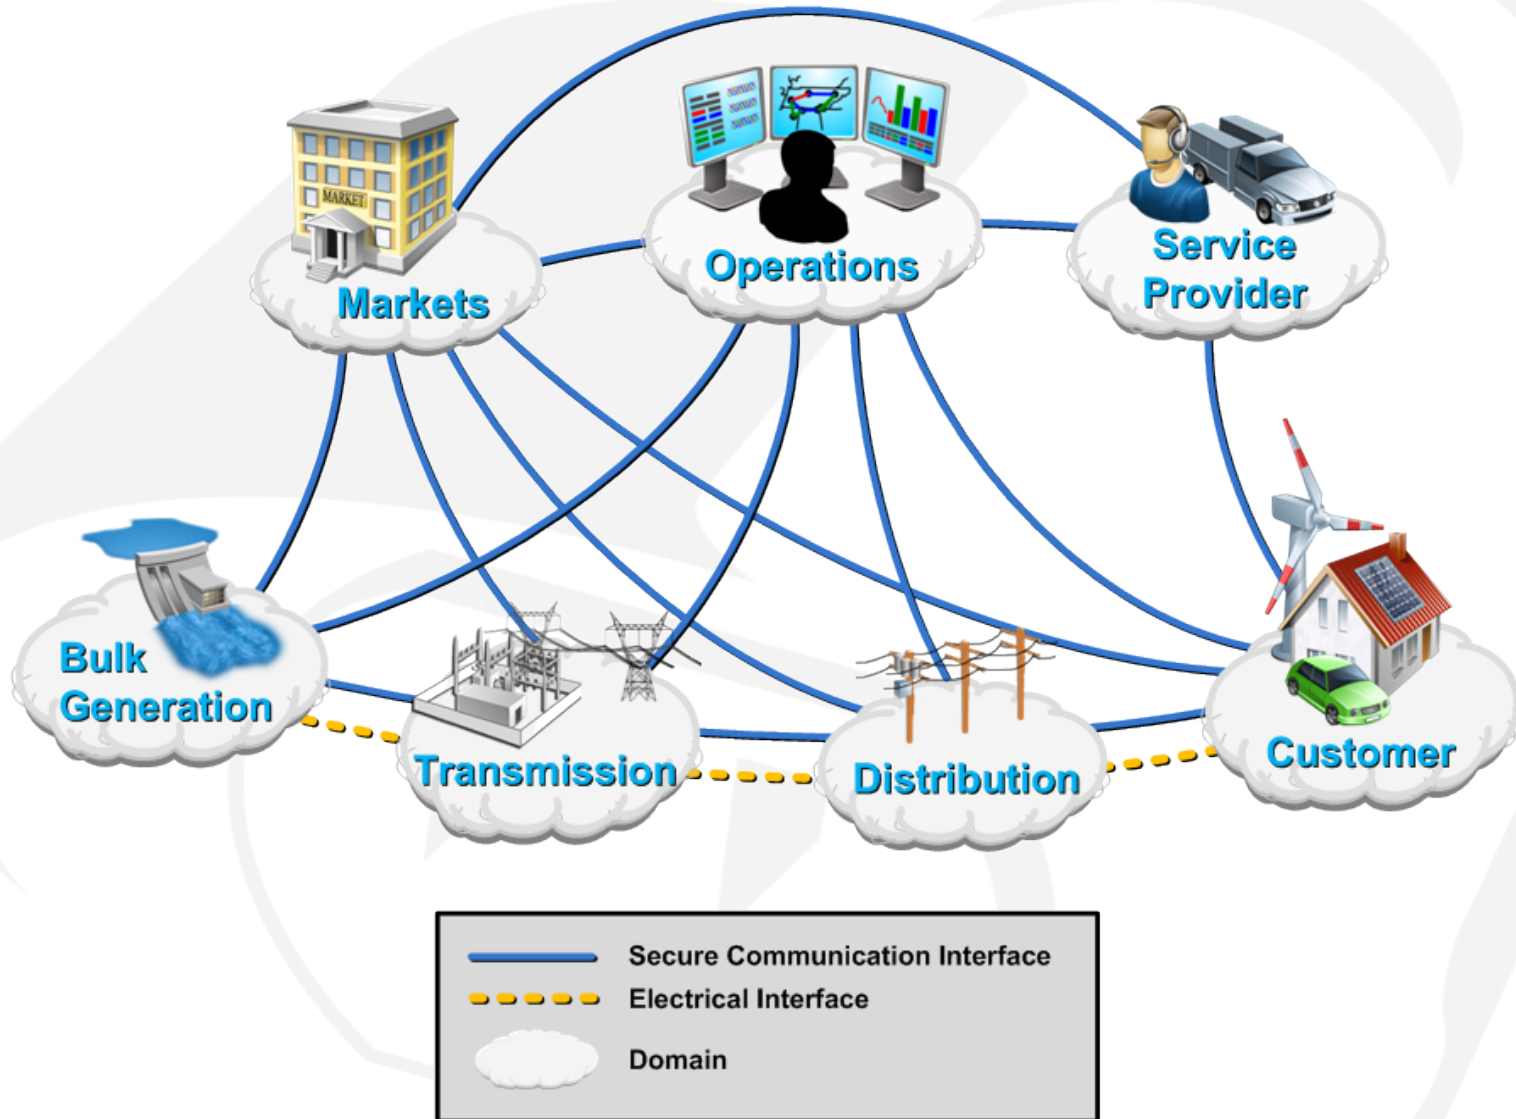 MARKET
Markets
Operations
Service
Provider
Bulk
Generation
Transmission
Distribution
Customer
Secure Communication Interface
Electrical Interface
Domain